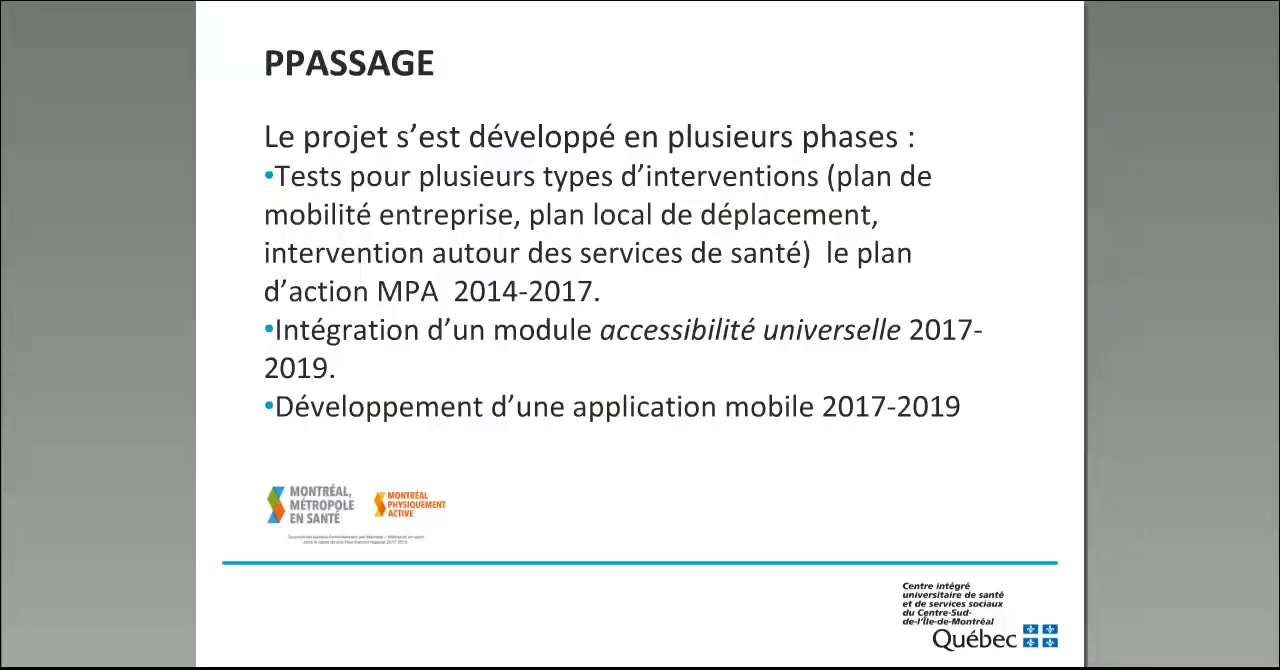 PPASSAGE
Le projet s’est développé en plusieurs phases :
•Tests pour plusieurs types d’interventions (plan de
mobilité entreprise, plan local de déplacement,
intervention autour des services de santé)  le plan
d’action MPA  2014-2017.
•Intégration d’un module accessibilité universelle 2017-
2019.
•Développement d’une application mobile 2017-2019
MONTRÉAL,
MÉTROPOLE
EN SANTÉ
MONTRÉAL
PHYSIQUEMENT
ACTIVE
Centre intégré
universitaire de santé
et de services sociaux
du Centre-Sud-
de-l’Île-de-Montréal
Québec